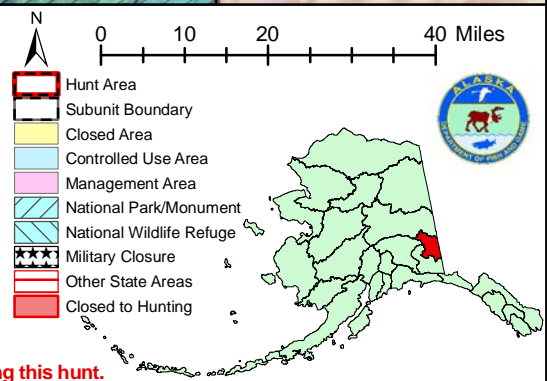 N
0 10 20 40 Miles
Hunt Area
Subunit Boundary
Closed Area
Controlled Use Area
Management Area
National Park/Monument
National Wildlife Refuge
Military Closure
Other State Areas
Closed to Hunting
ALASKA
DEPARTMENT OF FISH AND GAME
ng this hunt.